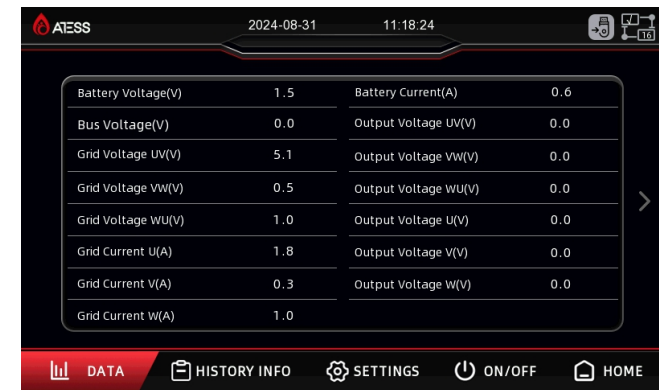 ATESS 2024-08-31 11:18:24
16
Battery Voltage(V) 1.5 Battery Current(A) 0.6
Bus Voltage(V) 0.0 Output Voltage UV(V) 0.0
Grid Voltage UV(V) 5.1 Output Voltage VW(V) 0.0
Grid Voltage VW(V) 0.5 Output Voltage WU(V) 0.0
Grid Voltage WU(V) 1.0 Output Voltage U(V) 0.0
Grid Current U(A) 1.8 Output Voltage V(V) 0.0
Grid Current V(A) 0.3 Output Voltage W(V) 0.0
Grid Current W(A) 1.0
DATA HISTORY INFO SETTINGS ON/OFF HOME